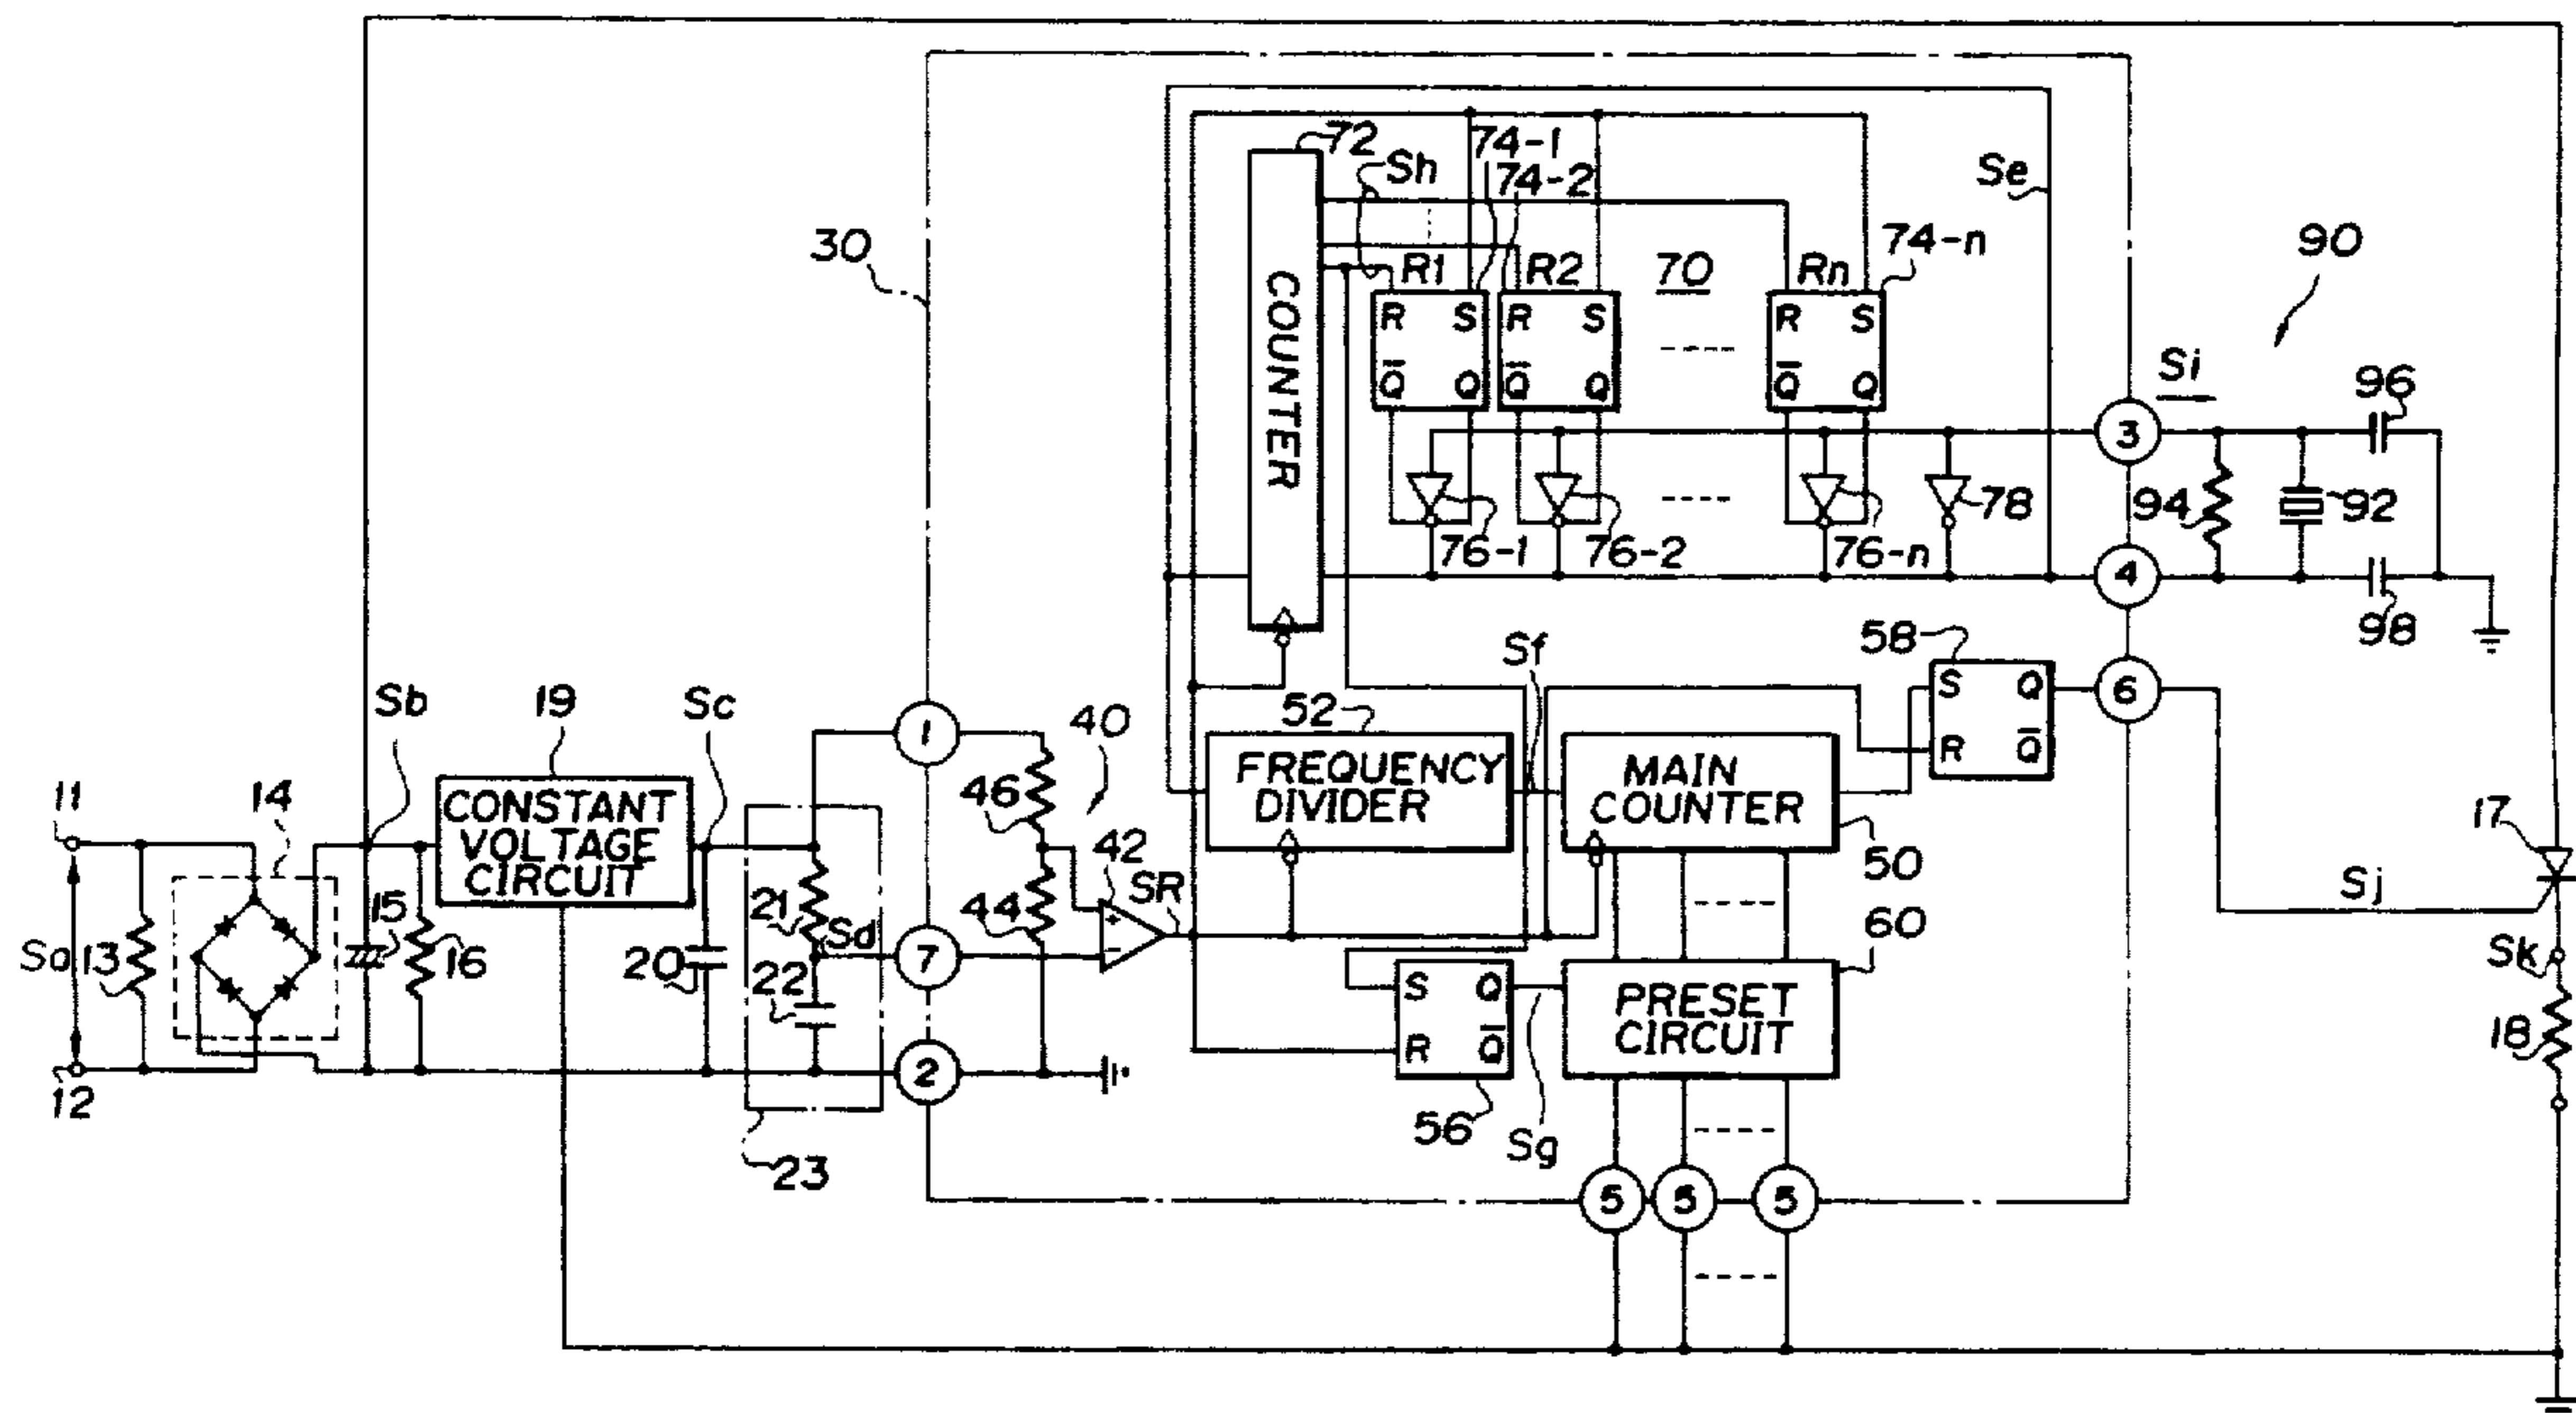 72
Sh
74-1
74-2
Se
30
R1
R2
70
Rn
74-n
90
COUNTER
R S
Q̅ Q
R S
Q̅ Q
R S
Q̅ Q
Si
96
3
94
92
78
76-1
76-2
76-n
4
98
58
Sf
S Q
R Q̅
6
Sb
19
Sc
1
40
52
FREQUENCY
DIVIDER
MAIN
COUNTER
50
17
11
14
CONSTANT
VOLTAGE
CIRCUIT
46
42
SR
Sj
Sa
13
15
16
20
21
Sd
22
7
44
60
Sk
18
S Q
R Q̅
PRESET
CIRCUIT
12
2
56
Sg
23
5
5
5